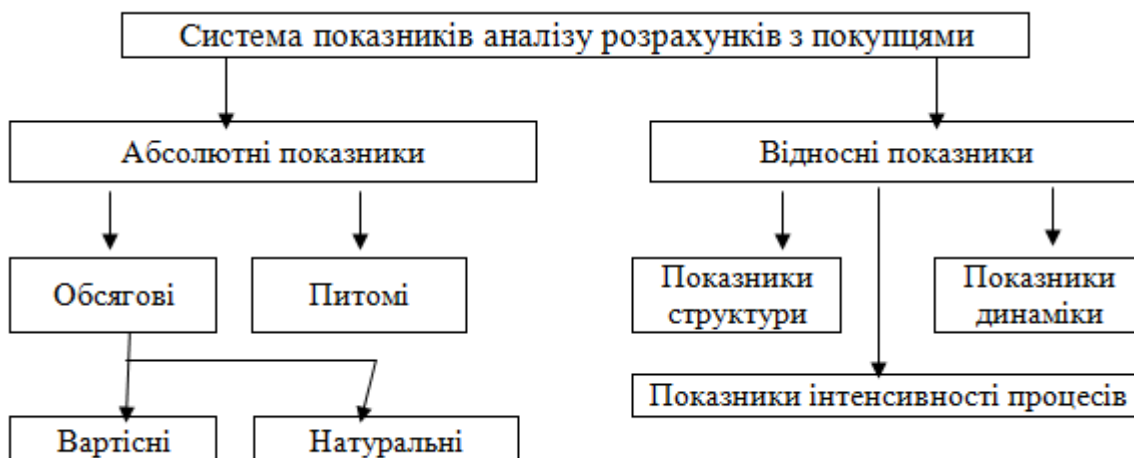 Система показників аналізу розрахунків з покупцями
Абсолютні показники
Відносні показники
Обсягові
Питомі
Показники
структури
Показники
динаміки
Показники інтенсивності процесів
Вартісні
Натуральні